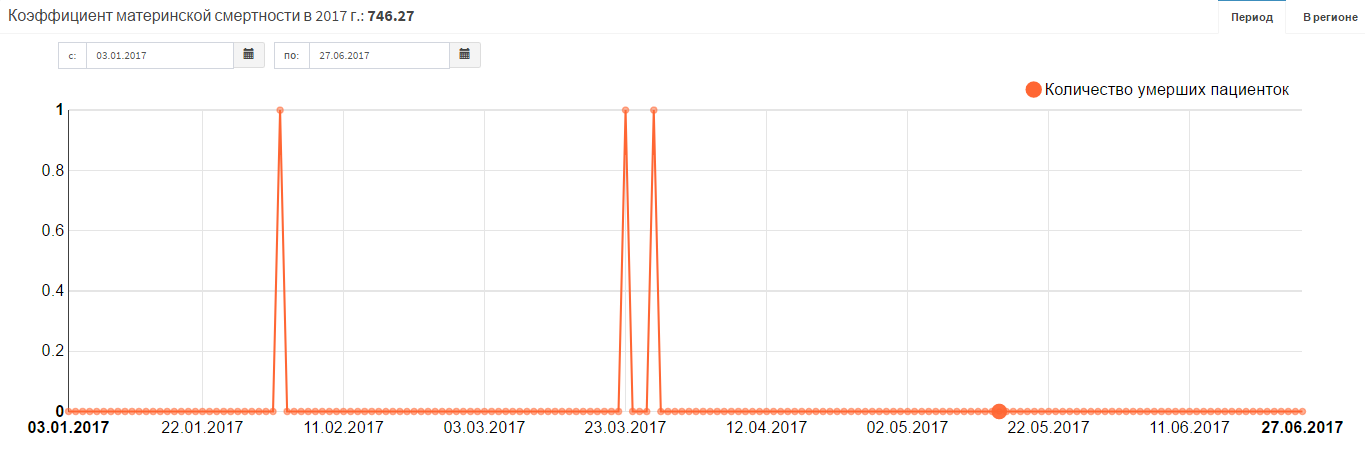 Коэффициент материнской смертности в 2017 г.: 746.27
Период
В регионе
с: 03.01.2017
по: 27.06.2017
Количество умерших пациенток
1
0.8
0.6
0.4
0.2
0
03.01.2017 22.01.2017 11.02.2017 03.03.2017 23.03.2017 12.04.2017 02.05.2017 22.05.2017 11.06.2017 27.06.2017